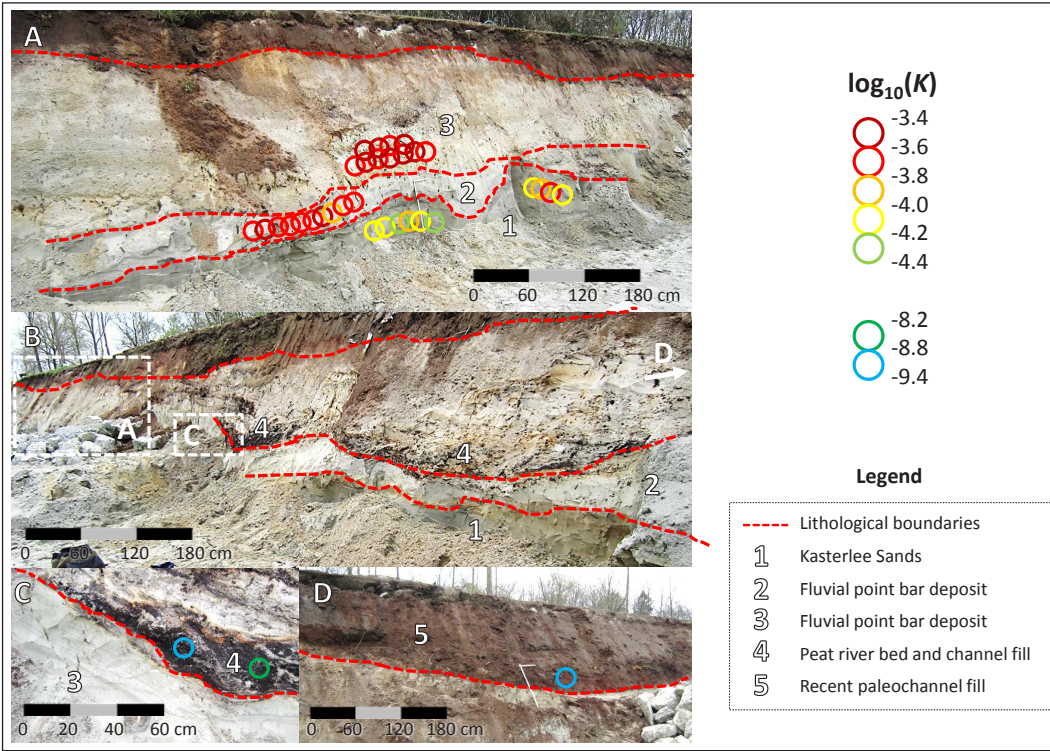 A
3
2
1
0 60 120 180 cm
B
D
A
C
4
4
2
1
0 60 120 180 cm
C
3
4
0 20 40 60 cm
D
5
0 60 120 180 cm
log₁₀(K)
-3.4
-3.6
-3.8
-4.0
-4.2
-4.4
-8.2
-8.8
-9.4
Legend
Lithological boundaries
1 Kasterlee Sands
2 Fluvial point bar deposit
3 Fluvial point bar deposit
4 Peat river bed and channel fill
5 Recent paleochannel fill